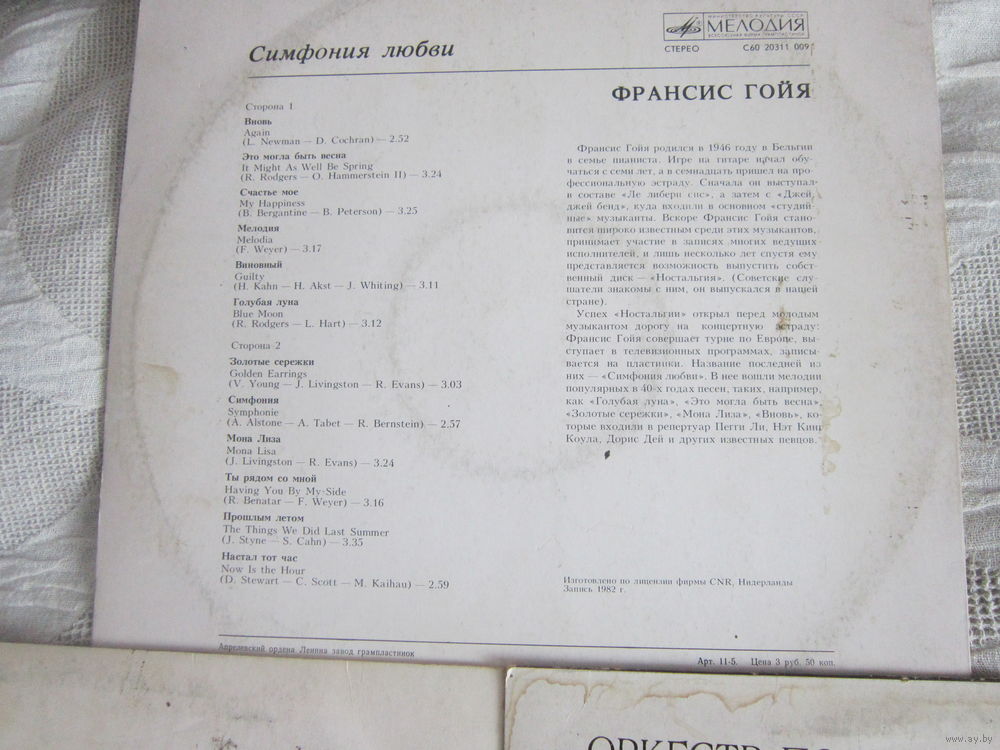 Симфония любви
МИНИСТЕРСТВО КУЛЬТУРЫ СССР
МЕЛОДИЯ
ВСЕСОЮЗНАЯ ФИРМА ГРАМПЛАСТИНОК
СТЕРЕО С60 20311 009
ФРАНСИС ГОЙЯ
Сторона 1
Вновь
Again
(L. Newman — D. Cochran) — 2.52
Это могла быть весна
It Might As Well Be Spring
(R. Rodgers — O. Hammerstein II) — 3.24
Счастье мое
My Happiness
(B. Bergantine — B. Peterson) — 3.25
Мелодия
Melodia
(F. Weyer) — 3.17
Виновный
Guilty
(H. Kahn — H. Akst — J. Whiting) — 3.11
Голубая луна
Blue Moon
(R. Rodgers — L. Hart) — 3.12
Сторона 2
Золотые сережки
Golden Earrings
(V. Young — J. Livingston — R. Evans) — 3.03
Симфония
Symphonie
(A. Alstone — A. Tabet — R. Bernstein) — 2.57
Мона Лиза
Mona Lisa
(J. Livingston — R. Evans) — 3.24
Ты рядом со мной
Having You By My-Side
(R. Benatar — F. Weyer) — 3.16
Прошлым летом
The Things We Did Last Summer
(J. Styne — S. Cahn) — 3.35
Настал тот час
Now Is the Hour
(D. Stewart — C. Scott — M. Kaihau) — 2.59
Франсис Гойя родился в 1946 году в Бельгии
в семье пианиста. Игре на гитаре начал обу-
чаться с семи лет, а в семнадцать пришел на про-
фессиональную эстраду. Сначала он выступал
в составе «Ле либери сис», а затем с «Джей,
джей бенд», куда входили в основном «студий-
ные» музыканты. Вскоре Франсис Гойя стано-
вится широко известным среди этих музыкантов,
принимает участие в записях многих ведущих
исполнителей, и лишь несколько лет спустя ему
представляется возможность выпустить собст-
венный диск — «Ностальгия». (Советские слу-
шатели знакомы с ним, он выпускался в нашей
стране).
Успех «Ностальгии» открыл перед молодым
музыкантом дорогу на концертную эстраду:
Франсис Гойя совершает турне по Европе, вы-
ступает в телевизионных программах, записы-
вается на пластинки. Название последней из
них — «Симфония любви». В нее вошли мелодии
популярных в 40-х годах песен, таких, например,
как «Голубая луна», «Это могла быть весна»,
«Золотые сережки», «Мона Лиза», «Вновь», ко-
торые входили в репертуар Пегги Ли, Нэт Кинг
Коула, Дорис Дей и других известных певцов.
Изготовлено по лицензии фирмы CNR, Нидерланды
Запись 1982 г.
Апрелевский ордена Ленина завод грампластинок
Арт. 11-5. Цена 3 руб. 50 коп.
ОРКЕСТР
www.ay.by